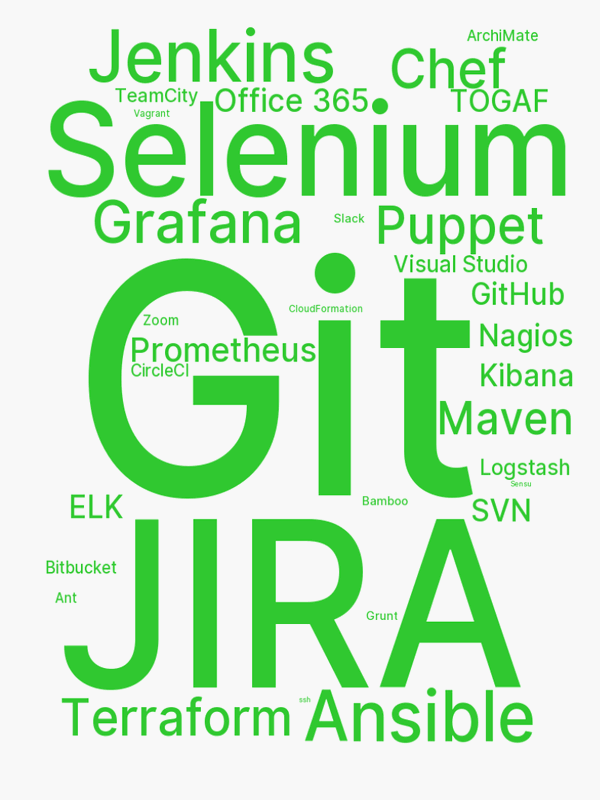 Jenkins
ArchiMate
Chef
TeamCity
Office 365
TOGAF
Vagrant
Selenium
Grafana
Slack
Puppet
Visual Studio
Git
GitHub
CloudFormation
Zoom
Nagios
Prometheus
CircleCI
Kibana
Maven
Logstash
Sensu
Bamboo
ELK
SVN
JIRA
Bitbucket
Ant
Grunt
Terraform
ssh
Ansible